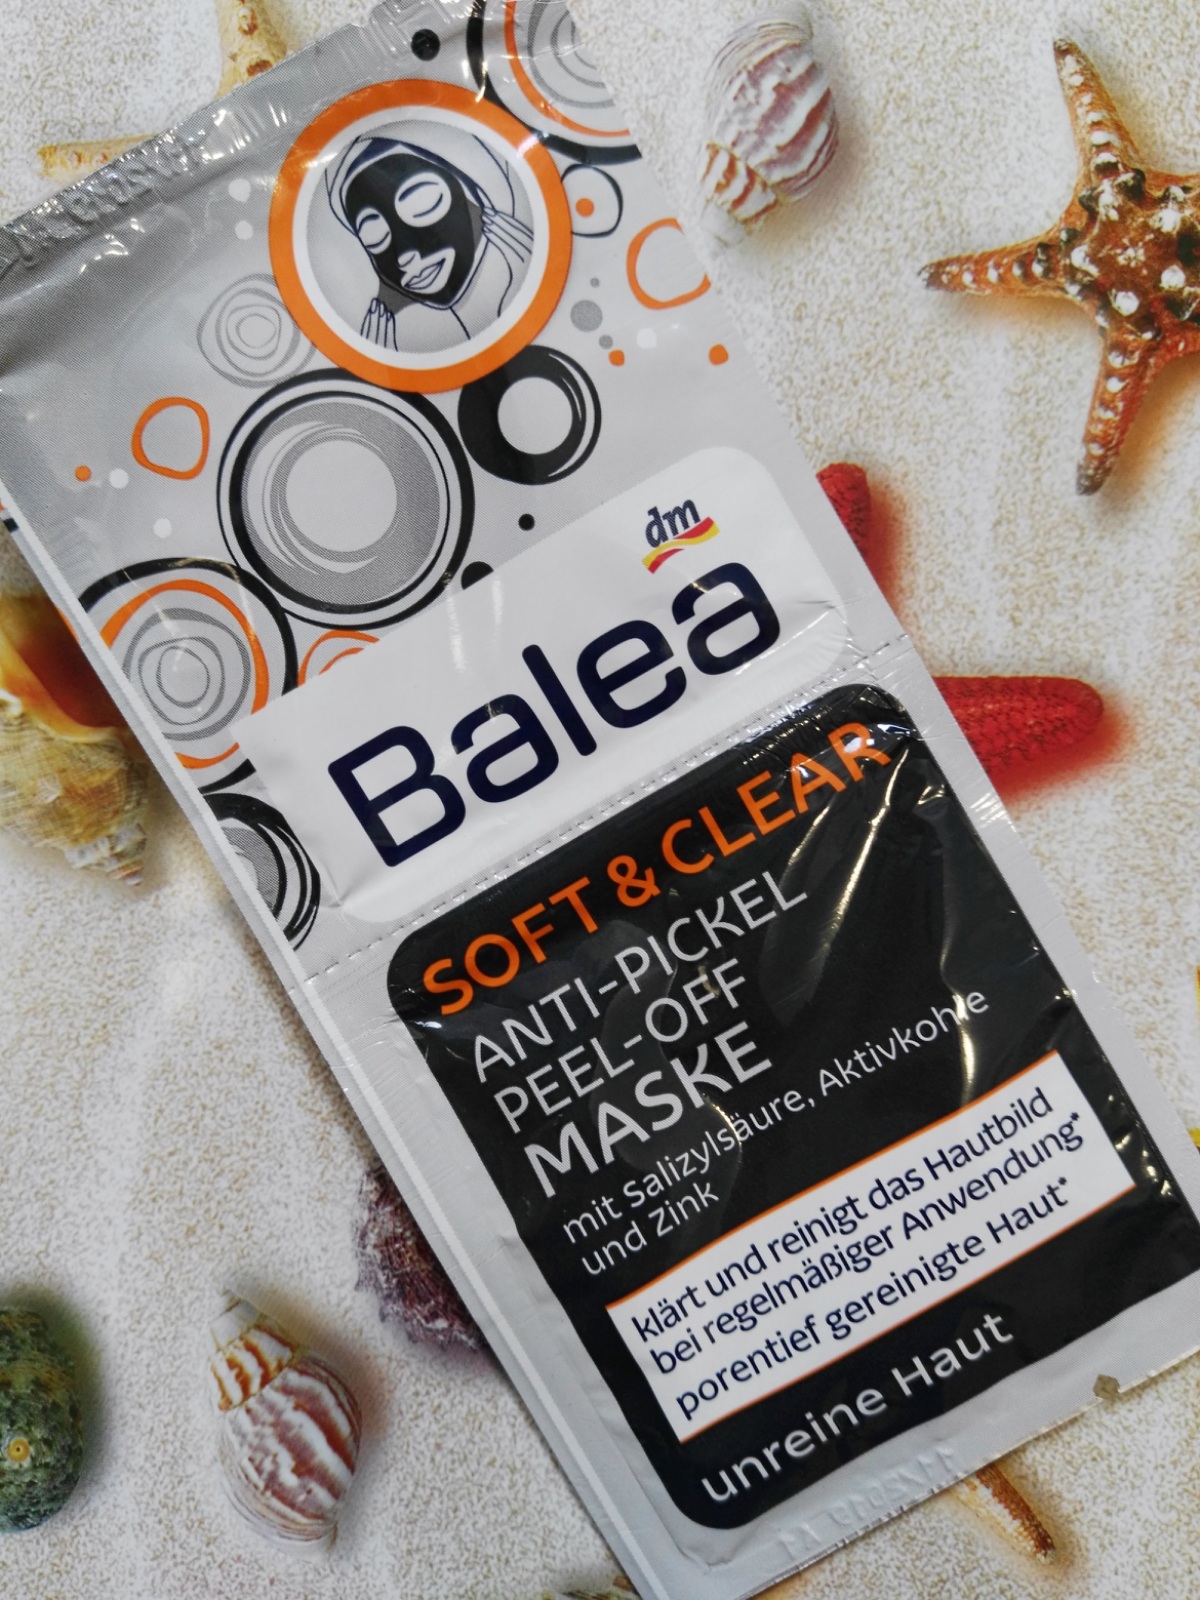 dm
Balea
SOFT & CLEAR
ANTI-PICKEL
PEEL-OFF
MASKE
mit Salizylsäure, Aktivkohle
und Zink
klärt und reinigt das Hautbild
bei regelmäßiger Anwendung*
porentief gereinigte Haut*
unreine Haut